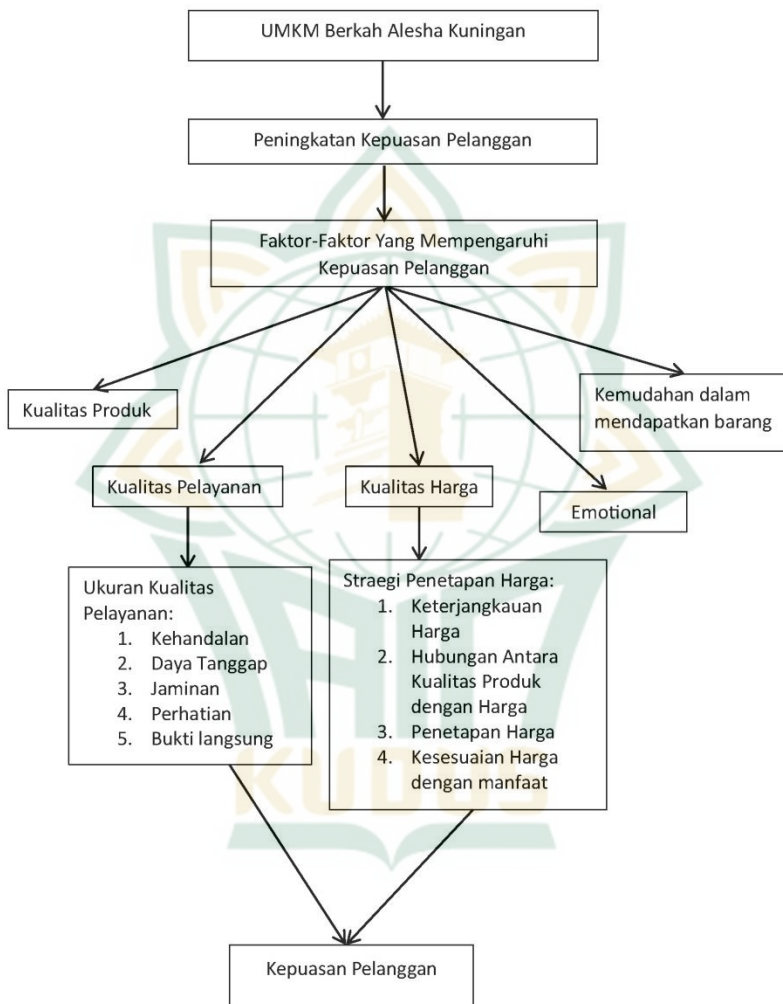 UMKM Berkah Alesha Kuningan
Peningkatan Kepuasan Pelanggan
Faktor-Faktor Yang Mempengaruhi
Kepuasan Pelanggan
Kualitas Produk
Kemudahan dalam
mendapatkan barang
Kualitas Pelayanan
Kualitas Harga
Emotional
Ukuran Kualitas
Pelayanan:
1. Kehandalan
2. Daya Tanggap
3. Jaminan
4. Perhatian
5. Bukti langsung
Straegi Penetapan Harga:
1. Keterjangkauan
Harga
2. Hubungan Antara
Kualitas Produk
dengan Harga
3. Penetapan Harga
4. Kesesuaian Harga
dengan manfaat
IAIN
KUDUS
Kepuasan Pelanggan